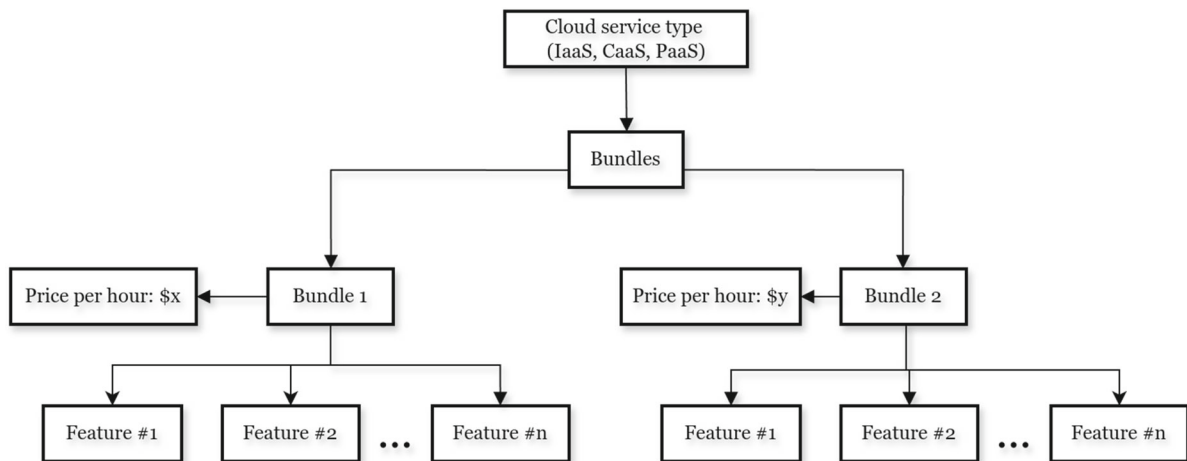 Cloud service type
(IaaS, CaaS, PaaS)
Bundles
Price per hour: $x
Bundle 1
Price per hour: $y
Bundle 2
Feature #1
Feature #2
...
Feature #n
Feature #1
Feature #2
...
Feature #n